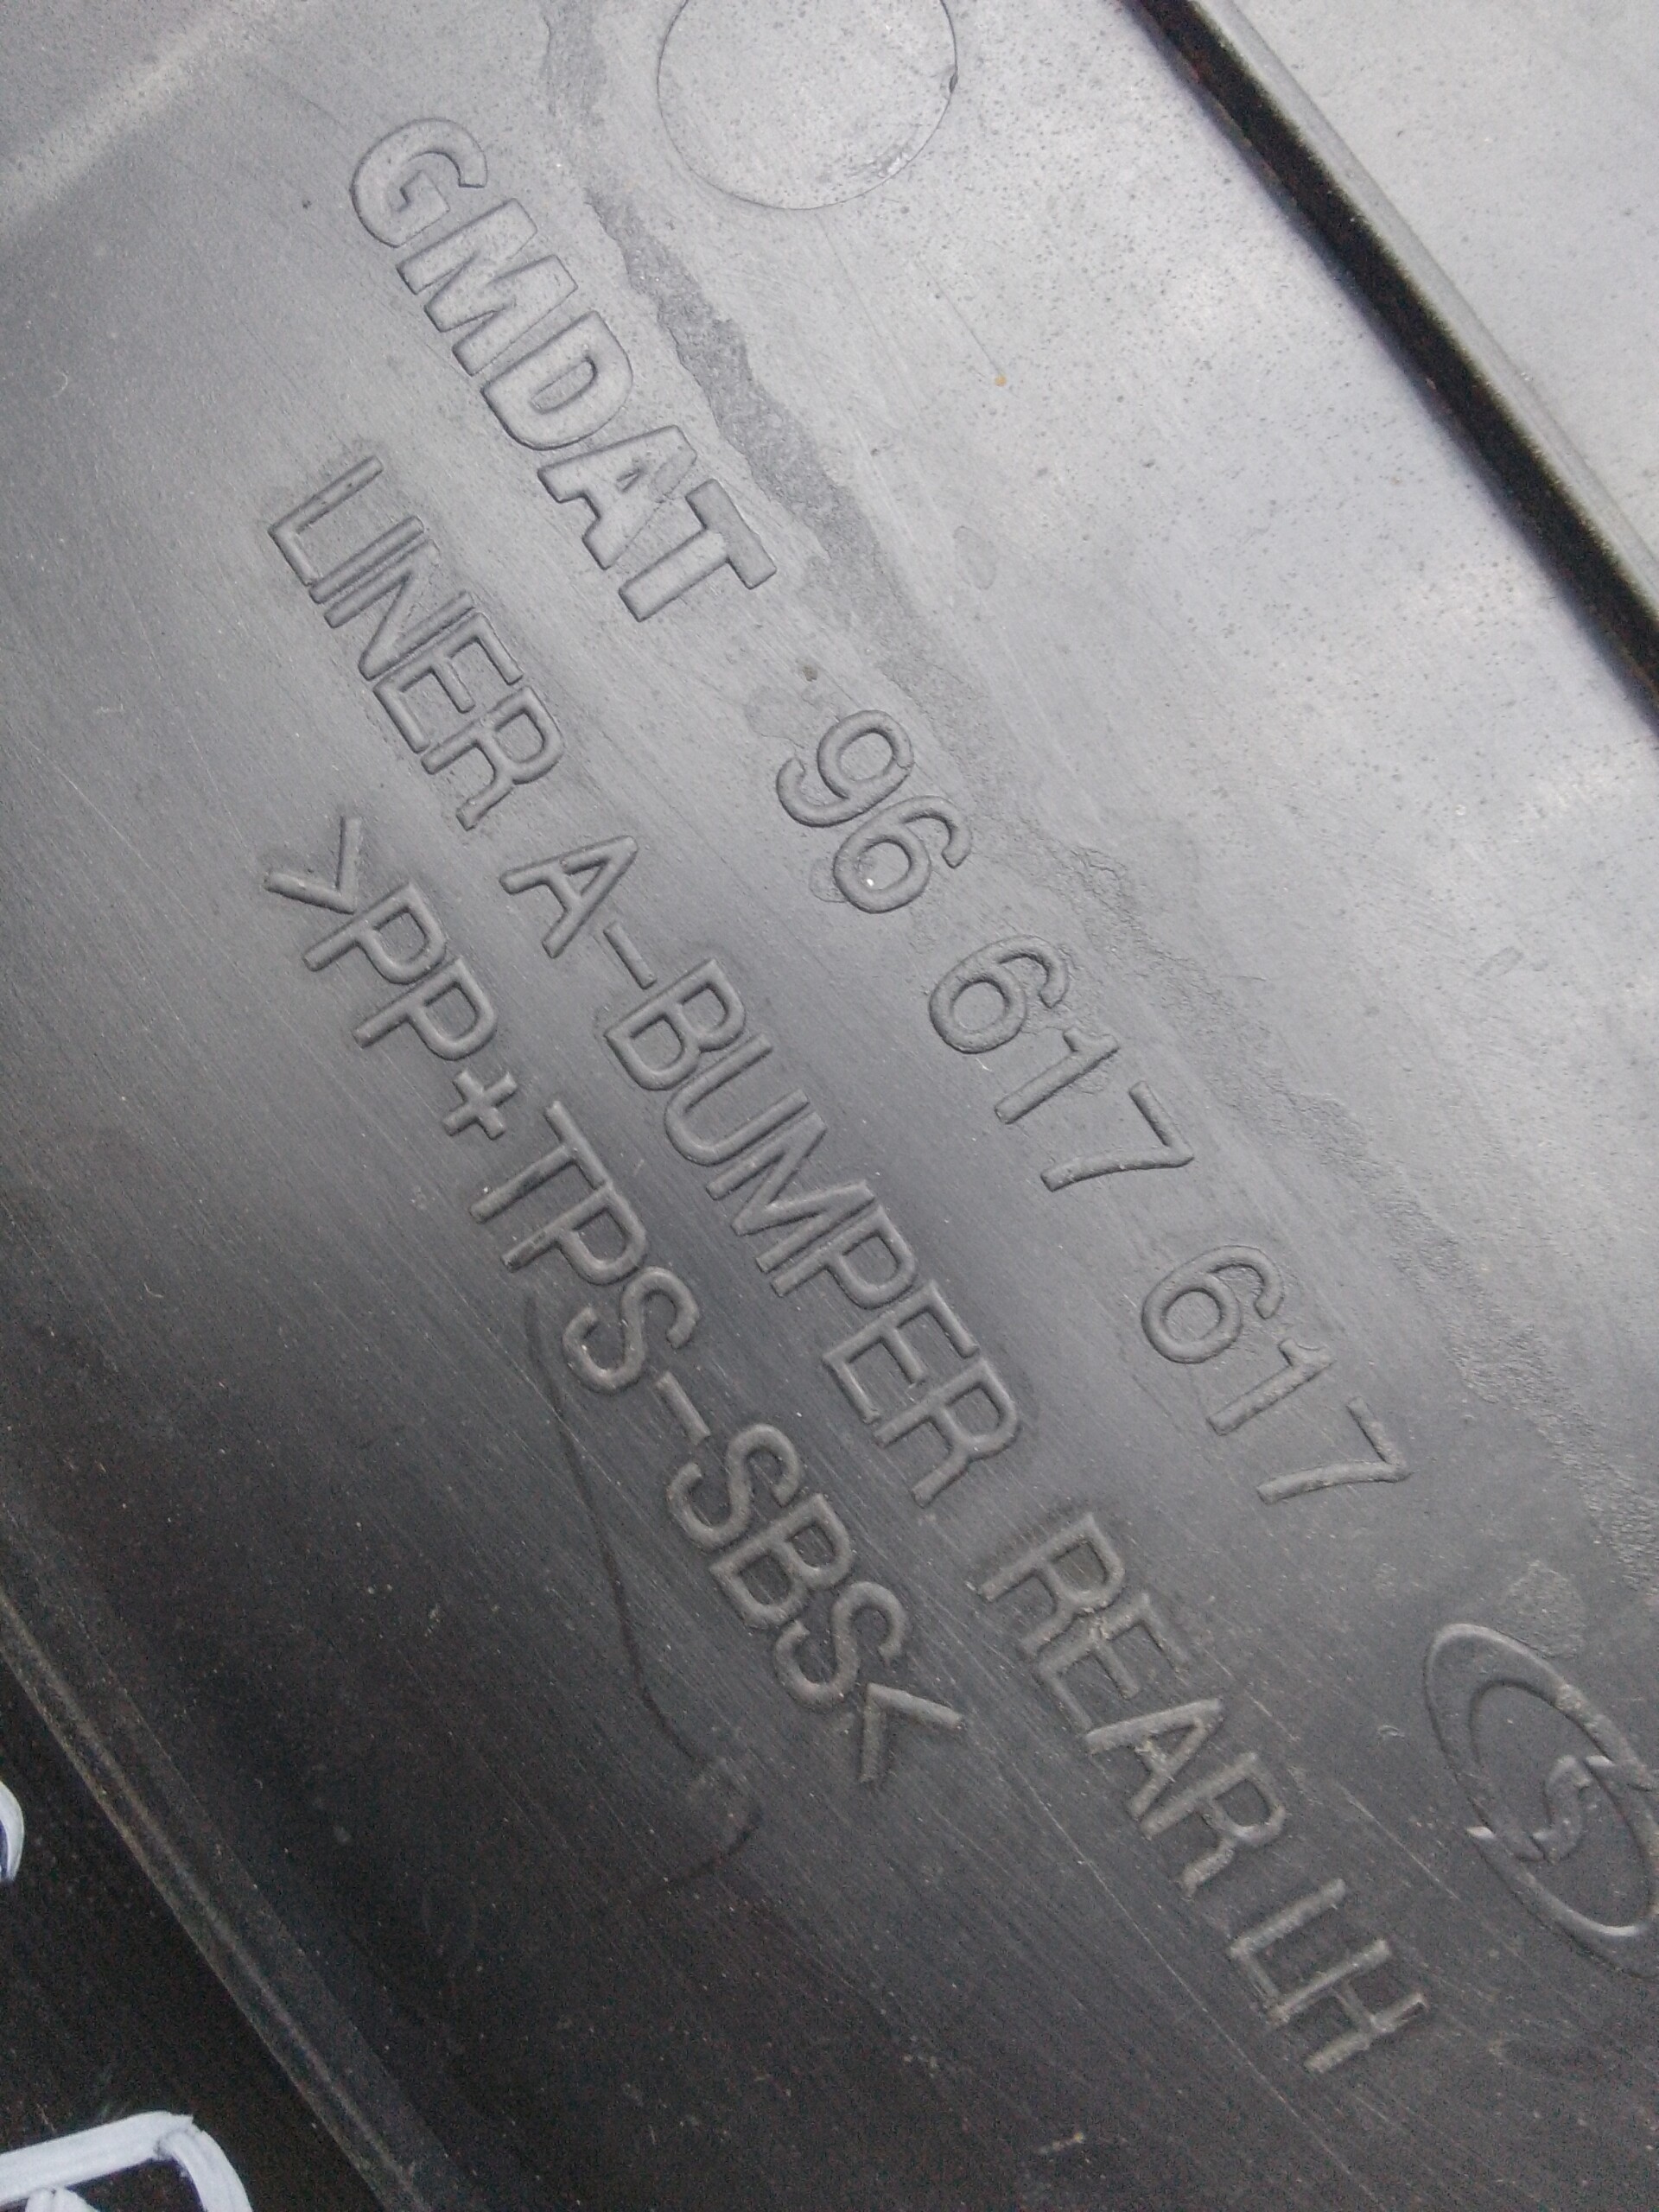 GMDAT 96 617 617
LINER A-BUMPER REAR LH
>PP+TPS-SBS<